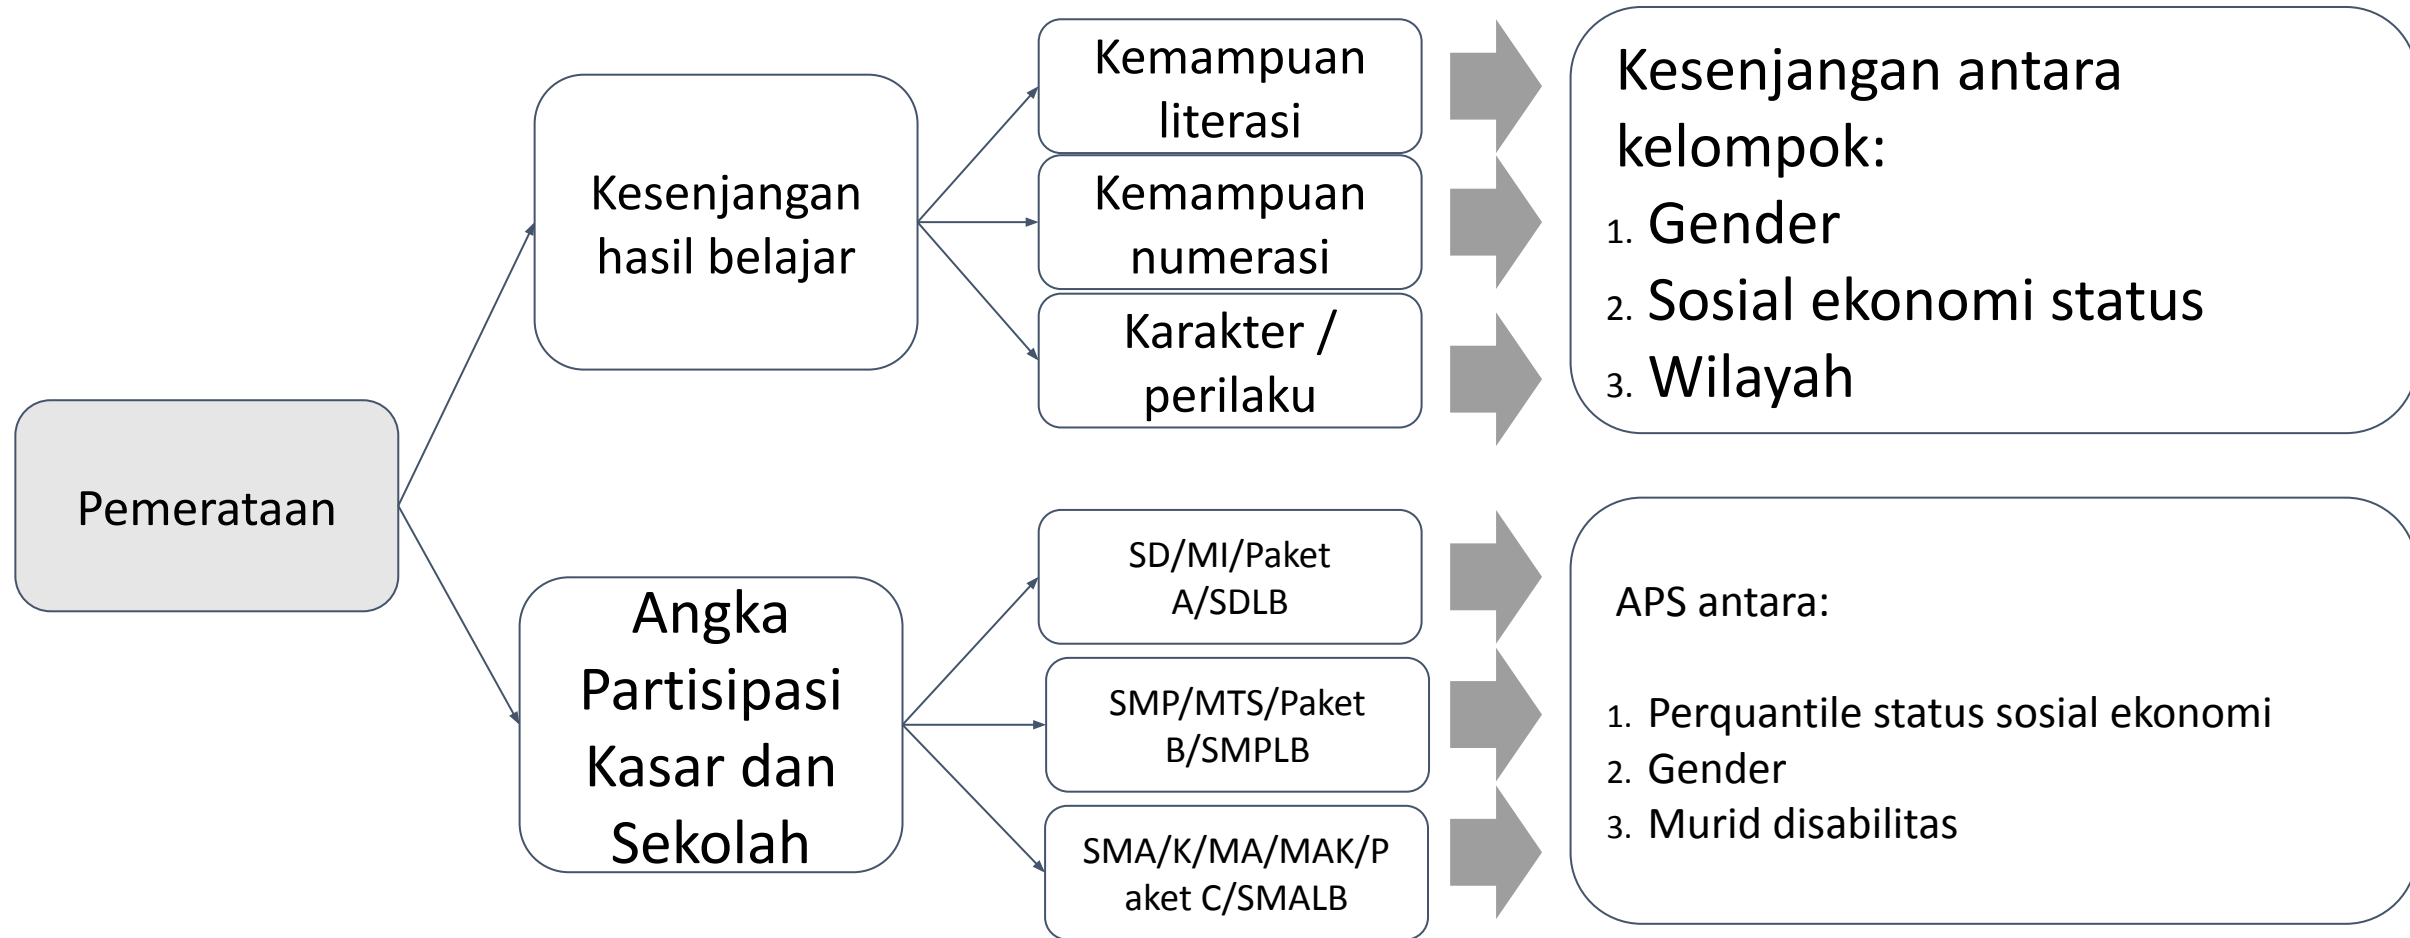 Pemerataan
Kesenjangan
hasil belajar
Kemampuan
literasi
Kemampuan
numerasi
Karakter /
perilaku
Kesenjangan antara
kelompok:
1. Gender
2. Sosial ekonomi status
3. Wilayah
Angka
Partisipasi
Kasar dan
Sekolah
SD/MI/Paket
A/SDLB
SMP/MTS/Paket
B/SMPLB
SMA/K/MA/MAK/P
aket C/SMALB
APS antara:
1. Perquantile status sosial ekonomi
2. Gender
3. Murid disabilitas